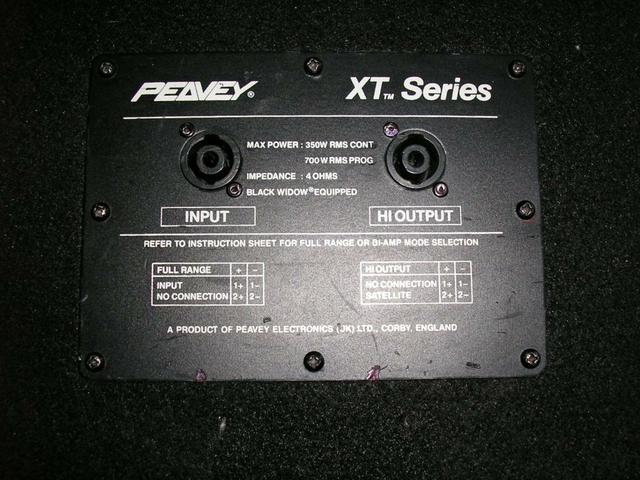 PEAVEY® XT™ Series
MAX POWER : 350W RMS CONT
700W RMS PROG
IMPEDANCE : 4 OHMS
BLACK WIDOW® EQUIPPED
INPUT HI OUTPUT
REFER TO INSTRUCTION SHEET FOR FULL RANGE OR BI-AMP MODE SELECTION
FULL RANGE + −
INPUT 1+ 1−
NO CONNECTION 2+ 2−
HI OUTPUT + −
NO CONNECTION 1+ 1−
SATELLITE 2+ 2−
A PRODUCT OF PEAVEY ELECTRONICS (UK) LTD., CORBY, ENGLAND